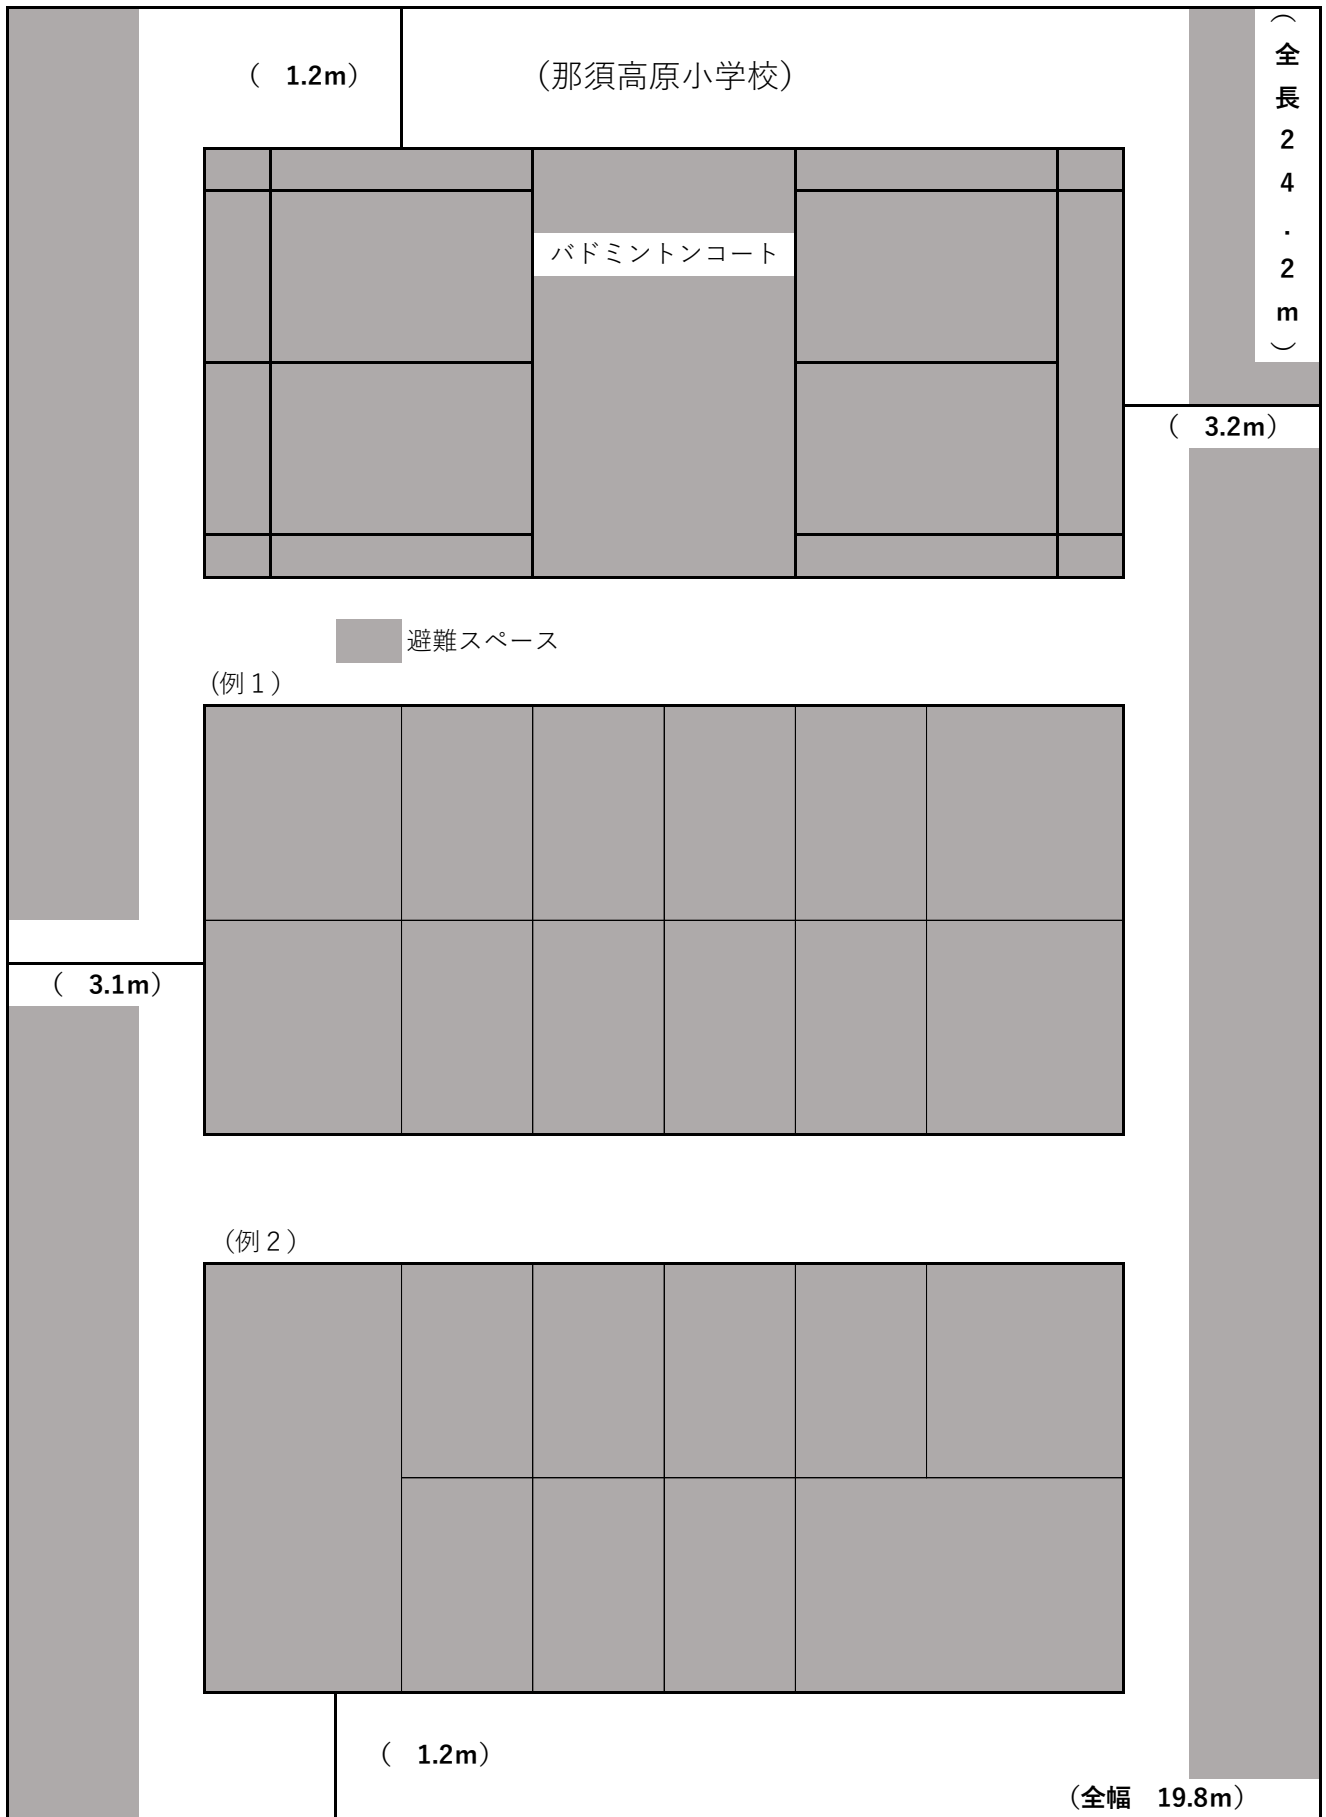 （　1.2m）
（那須高原小学校）
（全長24.2m）
バドミントンコート
（　3.2m）
避難スペース
（例１）
（　3.1m）
（例２）
（　1.2m）
（全幅　19.8m）